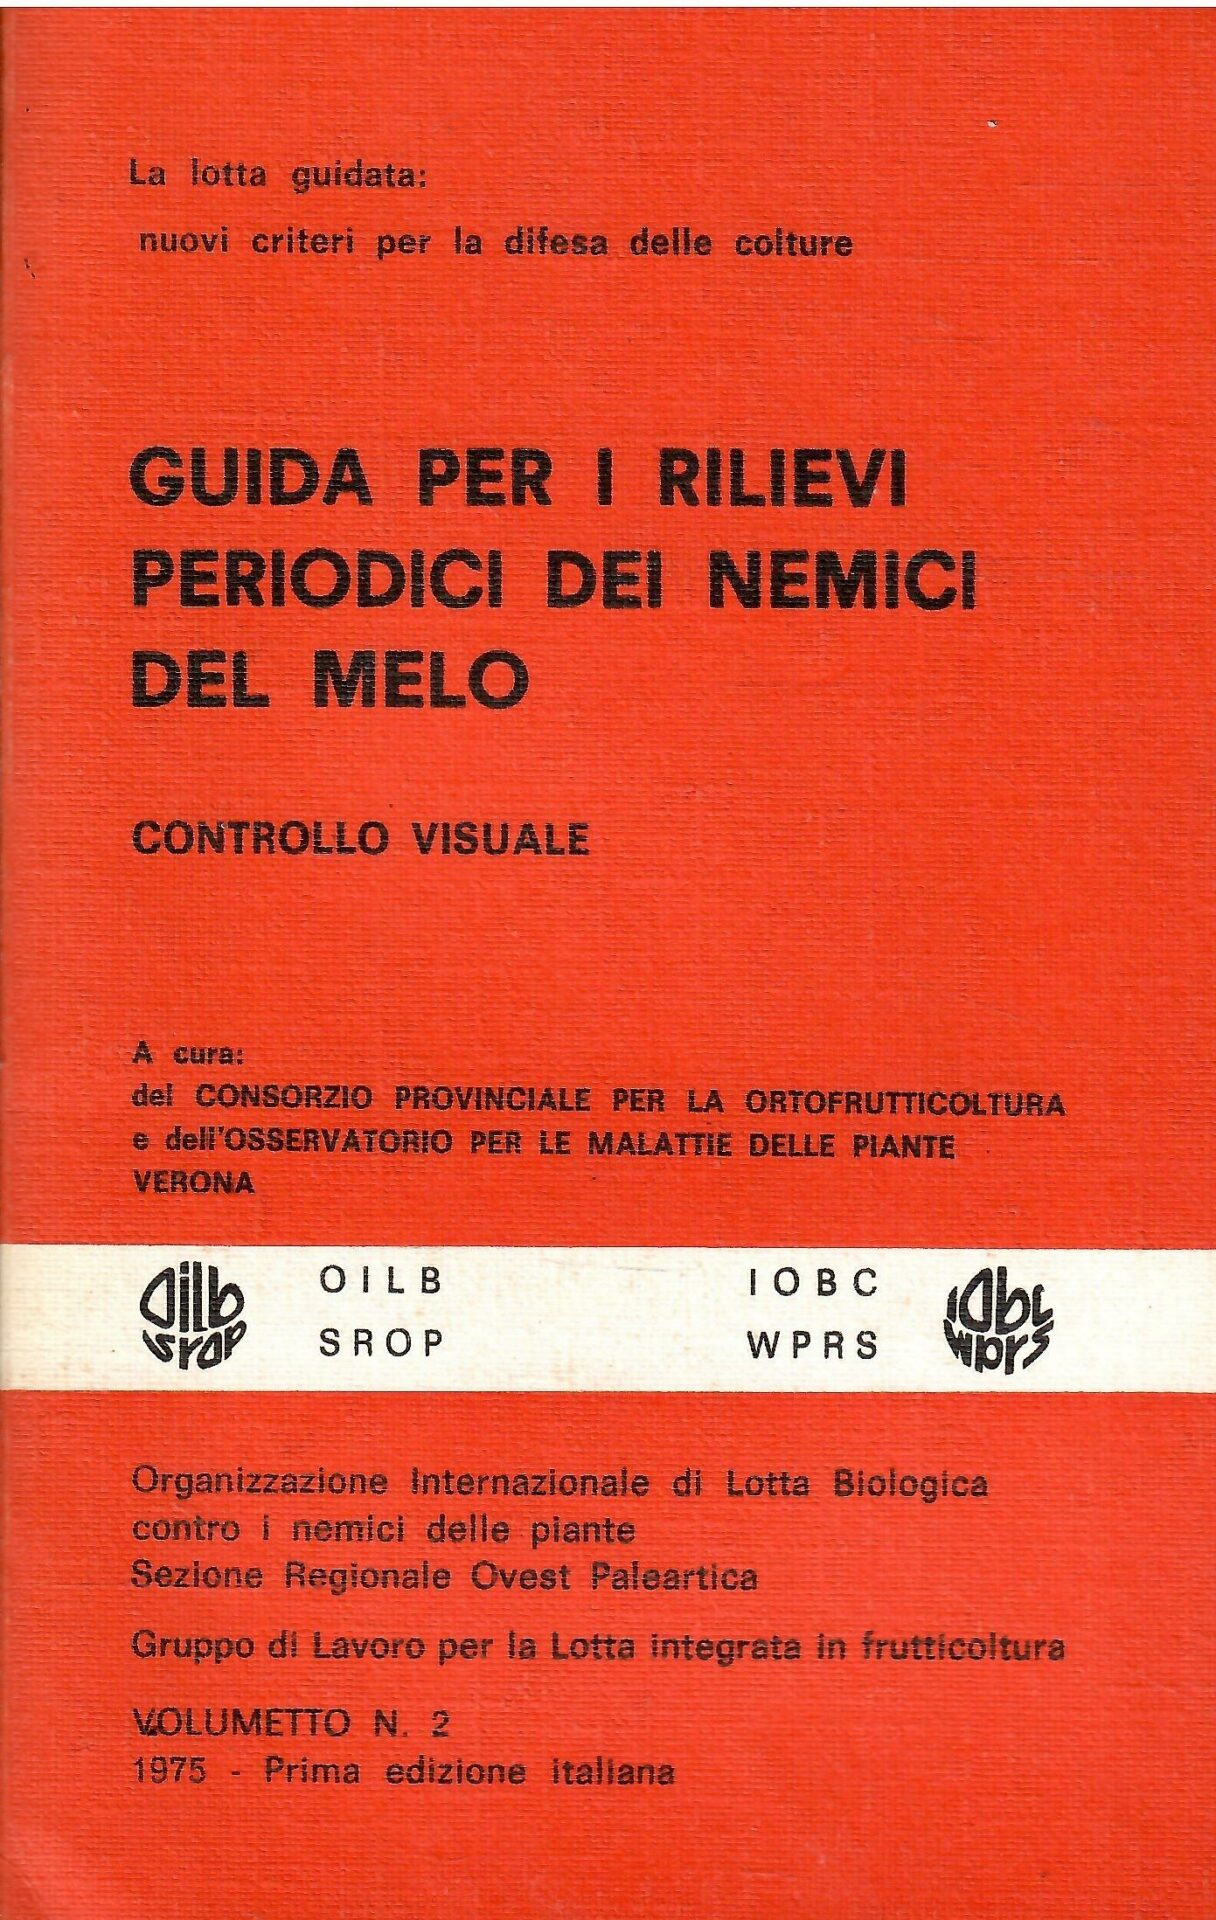 La lotta guidata:
nuovi criteri per la difesa delle colture
GUIDA PER I RILIEVI
PERIODICI DEI NEMICI
DEL MELO
CONTROLLO VISUALE
A cura:
del CONSORZIO PROVINCIALE PER LA ORTOFRUTTICOLTURA
e dell'OSSERVATORIO PER LE MALATTIE DELLE PIANTE
VERONA
oilb
srop
OILB
SROP
IOBC
WPRS
iobc
wprs
Organizzazione Internazionale di Lotta Biologica
contro i nemici delle piante
Sezione Regionale Ovest Paleartica
Gruppo di Lavoro per la Lotta integrata in frutticoltura
VOLUMETTO N. 2
1975 - Prima edizione italiana